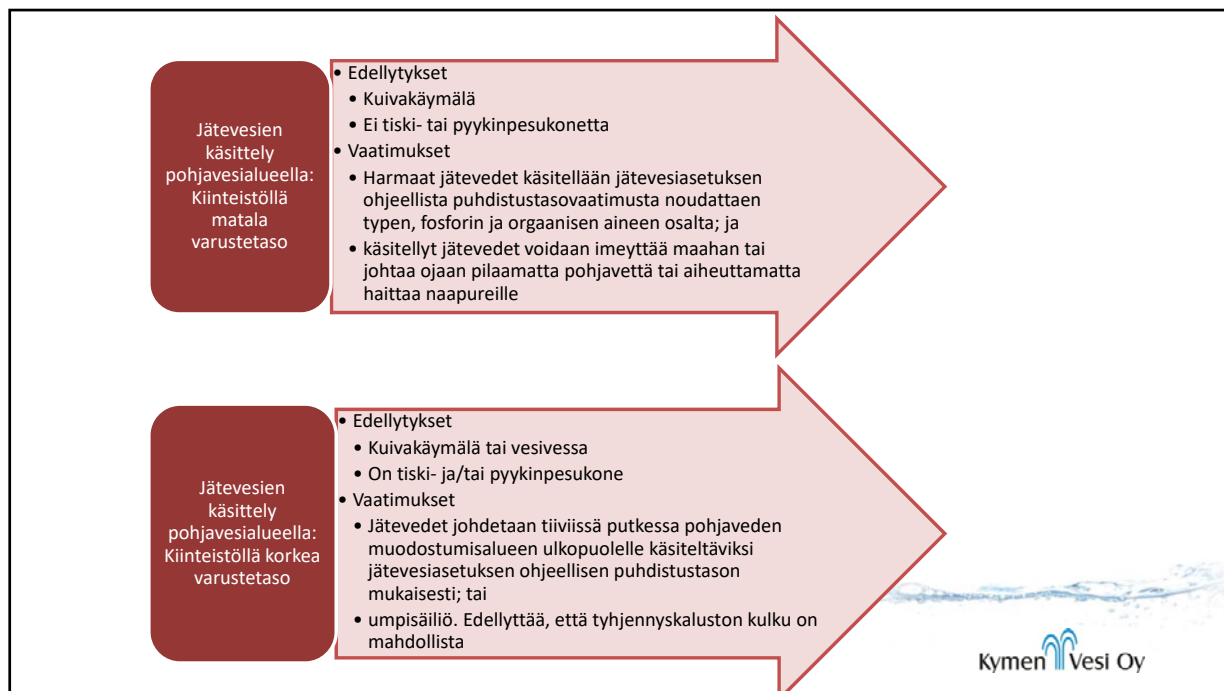 Jätevesien
käsittely
pohjavesialueella:
Kiinteistöllä
matala
varustetaso
• Edellytykset
• Kuivakäymälä
• Ei tiski- tai pyykinpesukonetta
• Vaatimukset
• Harmaat jätevedet käsitellään jätevesiasetuksen
ohjeellista puhdistustasovaatimusta noudattaen
typen, fosforin ja orgaanisen aineen osalta; ja
• käsitellyt jätevedet voidaan imeyttää maahan tai
johtaa ojaan pilaamatta pohjavettä tai aiheuttamatta
haittaa naapureille
Jätevesien
käsittely
pohjavesialueella:
Kiinteistöllä korkea
varustetaso
• Edellytykset
• Kuivakäymälä tai vesivessa
• On tiski- ja/tai pyykinpesukone
• Vaatimukset
• Jätevedet johdetaan tiiviissä putkessa pohjaveden
muodostumisalueen ulkopuolelle käsiteltäviksi
jätevesiasetuksen ohjeellisen puhdistustason
mukaisesti; tai
• umpisäiliö. Edellyttää, että tyhjennyskaluston kulku on
mahdollista
Kymen Vesi Oy